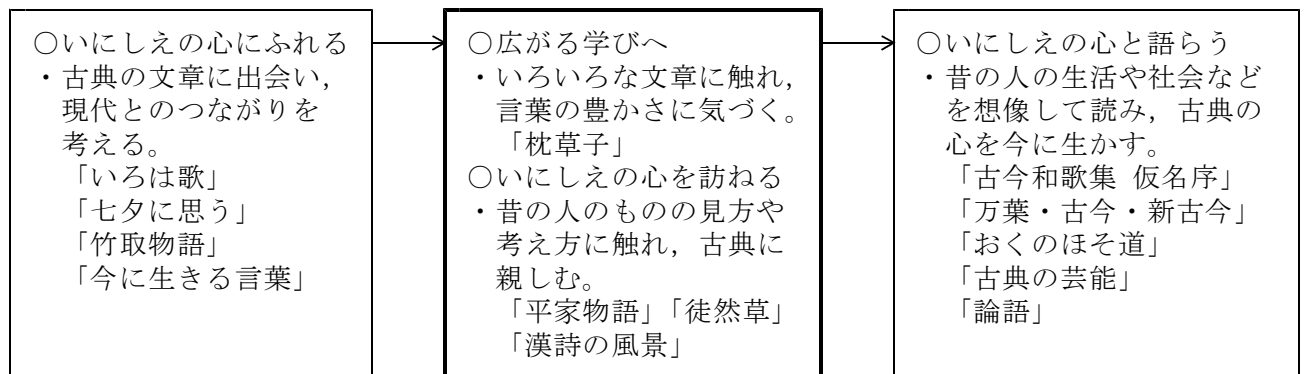 ○いにしえの心にふれる
・古典の文章に出会い，
現代とのつながりを
考える。
「いろは歌」
「七夕に思う」
「竹取物語」
「今に生きる言葉」
○広がる学びへ
・いろいろな文章に触れ，
言葉の豊かさに気づく。
「枕草子」
○いにしえの心を訪ねる
・昔の人のものの見方や
考え方に触れ，古典に
親しむ。
「平家物語」「徒然草」
「漢詩の風景」
○いにしえの心と語らう
・昔の人の生活や社会など
を想像して読み，古典の
心を今に生かす。
「古今和歌集 仮名序」
「万葉・古今・新古今」
「おくのほそ道」
「古典の芸能」
「論語」